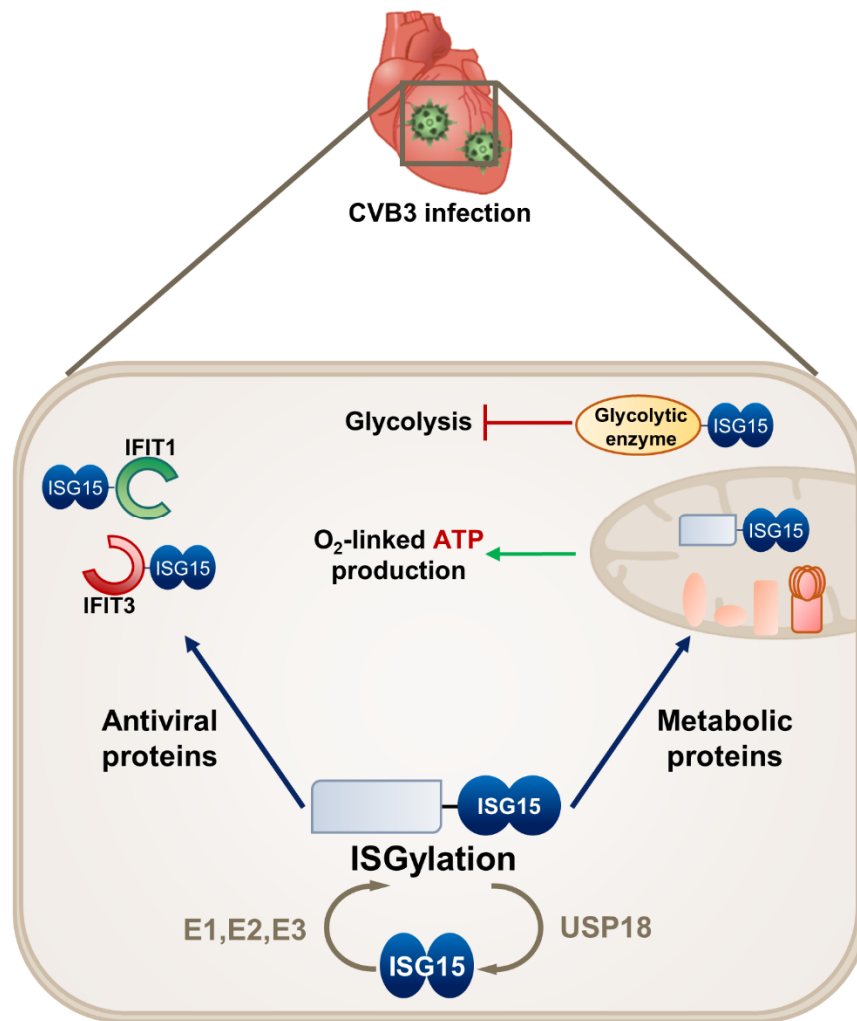 CVB3 infection
Glycolysis
Glycolytic
enzyme
ISG15
IFIT1
ISG15
ISG15
IFIT3
ISG15
O₂-linked ATP
production
Antiviral
proteins
Metabolic
proteins
ISG15
ISGylation
E1,E2,E3
USP18
ISG15